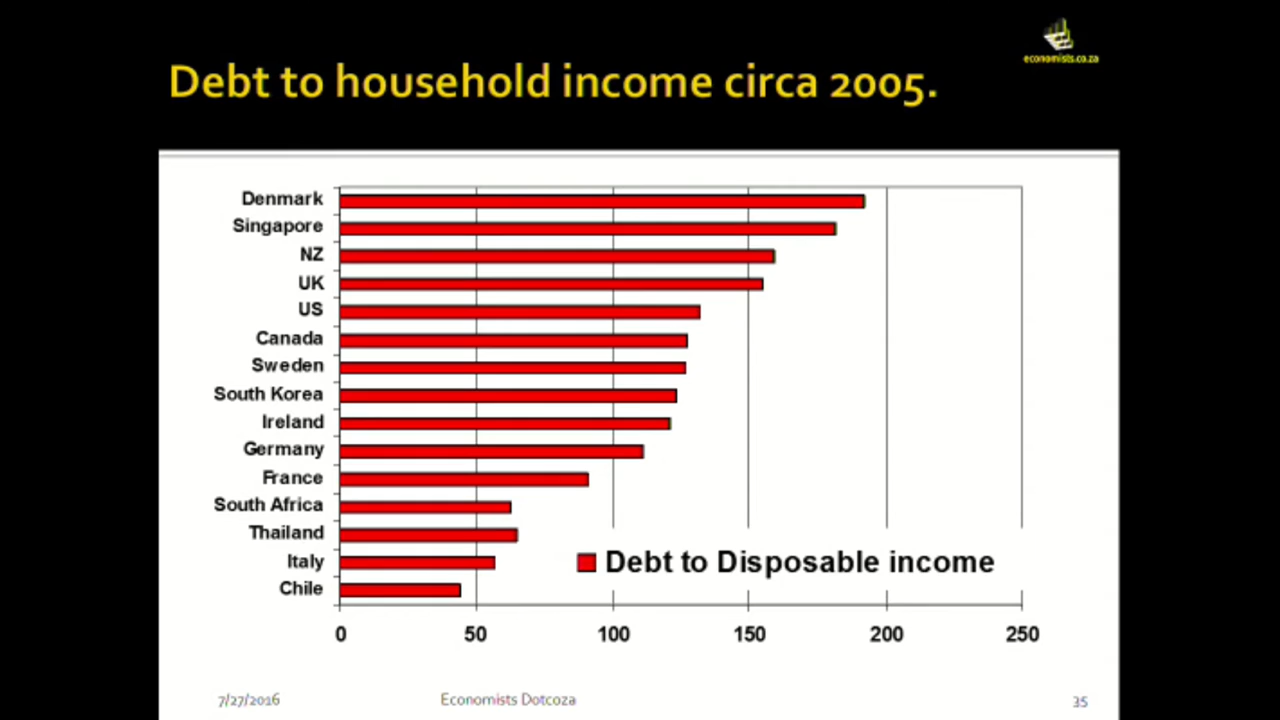 economists.co.za
Debt to household income circa 2005.
Denmark
Singapore
NZ
UK
US
Canada
Sweden
South Korea
Ireland
Germany
France
South Africa
Thailand
Italy
Chile
Debt to Disposable income
0 50 100 150 200 250
7/27/2016 Economists Dotcoza 35